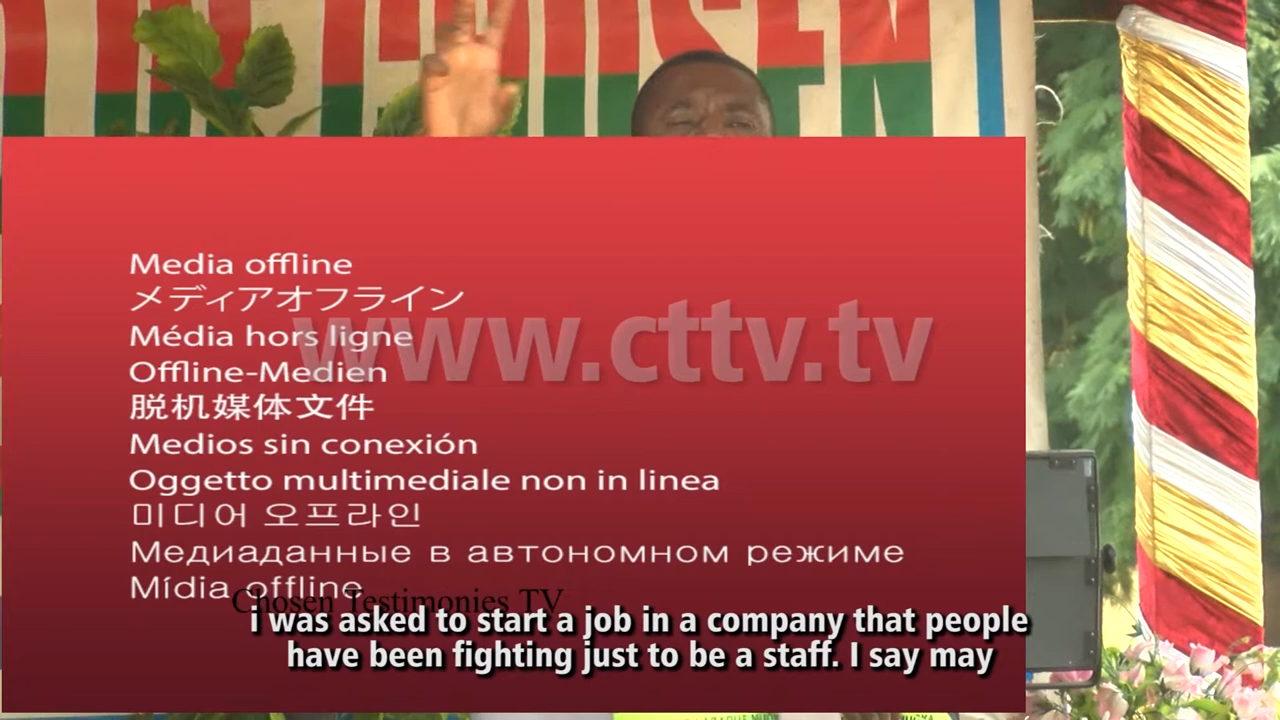 CHOSEN
Media offline
メディアオフライン
Média hors ligne
www.cttv.tv
Offline-Medien
脱机媒体文件
Medios sin conexión
Oggetto multimediale non in linea
미디어 오프라인
Медиаданные в автономном режиме
Mídia offline
Chosen Testimonies TV
i was asked to start a job in a company that people
have been fighting just to be a staff. I say may